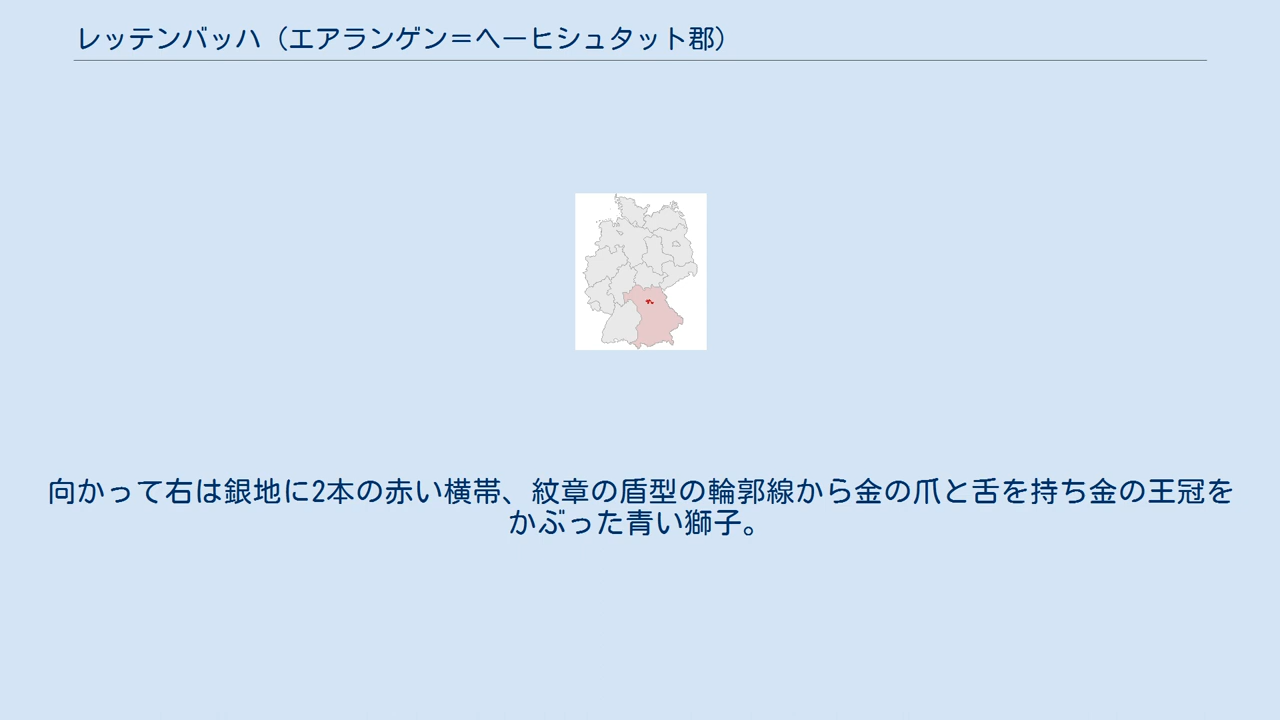 レッテンバッハ（エアランゲン＝ヘーヒシュタット郡）
向かって右は銀地に2本の赤い横帯、紋章の盾型の輪郭線から金の爪と舌を持ち金の王冠を
かぶった青い獅子。